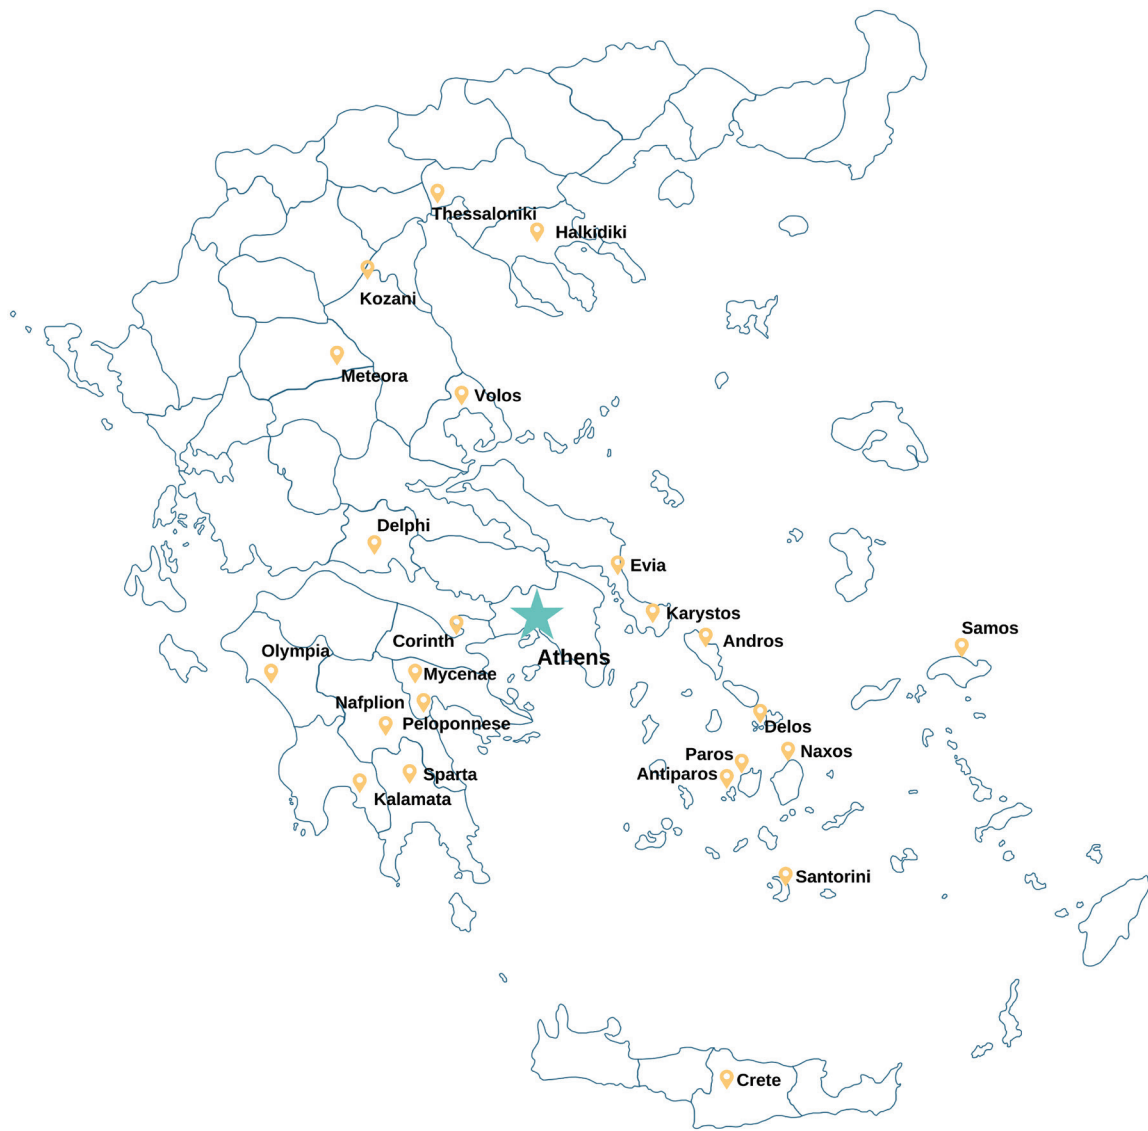 Thessaloniki
Halkidiki
Kozani
Meteora
Volos
Delphi
Evia
Karystos
Samos
Corinth
Andros
Olympia
Athens
Mycenae
Nafplion
Peloponnese
Delos
Naxos
Paros
Antiparos
Sparta
Kalamata
Santorini
Crete